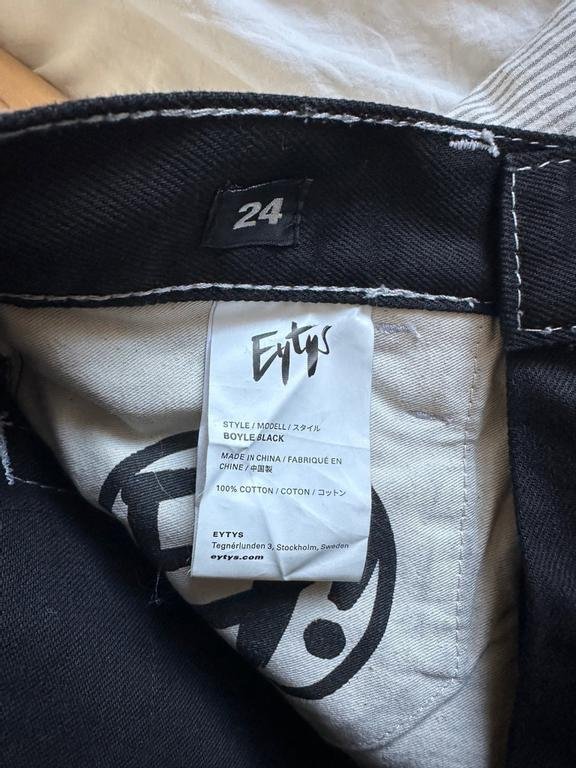 24
Eytys
STYLE / MODELL / スタイル
BOYLE BLACK
MADE IN CHINA / FABRIQUÉ EN
CHINE / 中国製
100% COTTON / COTON / コットン
EYTYS
Tegnérlunden 3, Stockholm, Sweden
eytys.com